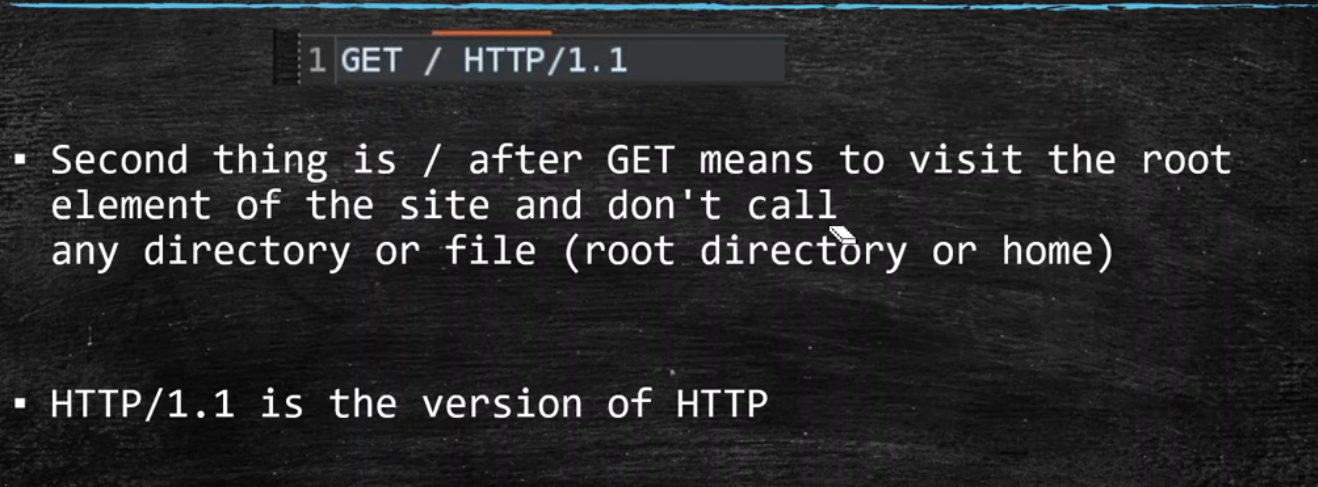 1 GET / HTTP/1.1
▪ Second thing is / after GET means to visit the root
element of the site and don't call
any directory or file (root directory or home)
▪ HTTP/1.1 is the version of HTTP